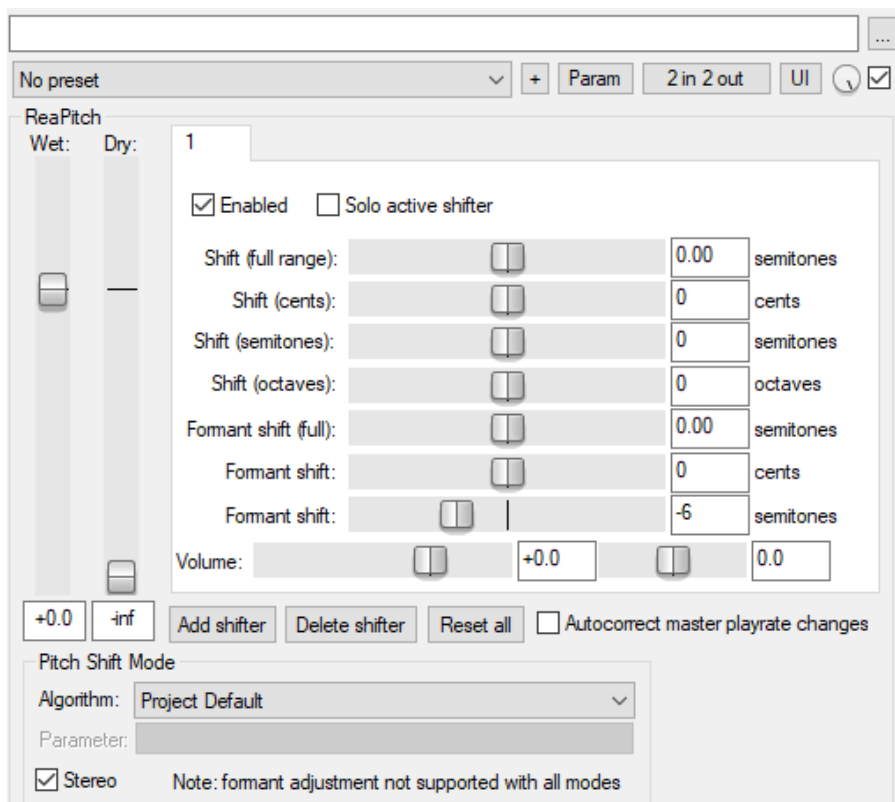 ...
No preset + Param 2 in 2 out UI
ReaPitch
Wet: Dry: 1
Enabled Solo active shifter
Shift (full range): 0.00 semitones
Shift (cents): 0 cents
Shift (semitones): 0 semitones
Shift (octaves): 0 octaves
Formant shift (full): 0.00 semitones
Formant shift: 0 cents
Formant shift: -6 semitones
Volume: +0.0 0.0
+0.0 -inf Add shifter Delete shifter Reset all Autocorrect master playrate changes
Pitch Shift Mode
Algorithm: Project Default
Parameter:
Stereo Note: formant adjustment not supported with all modes